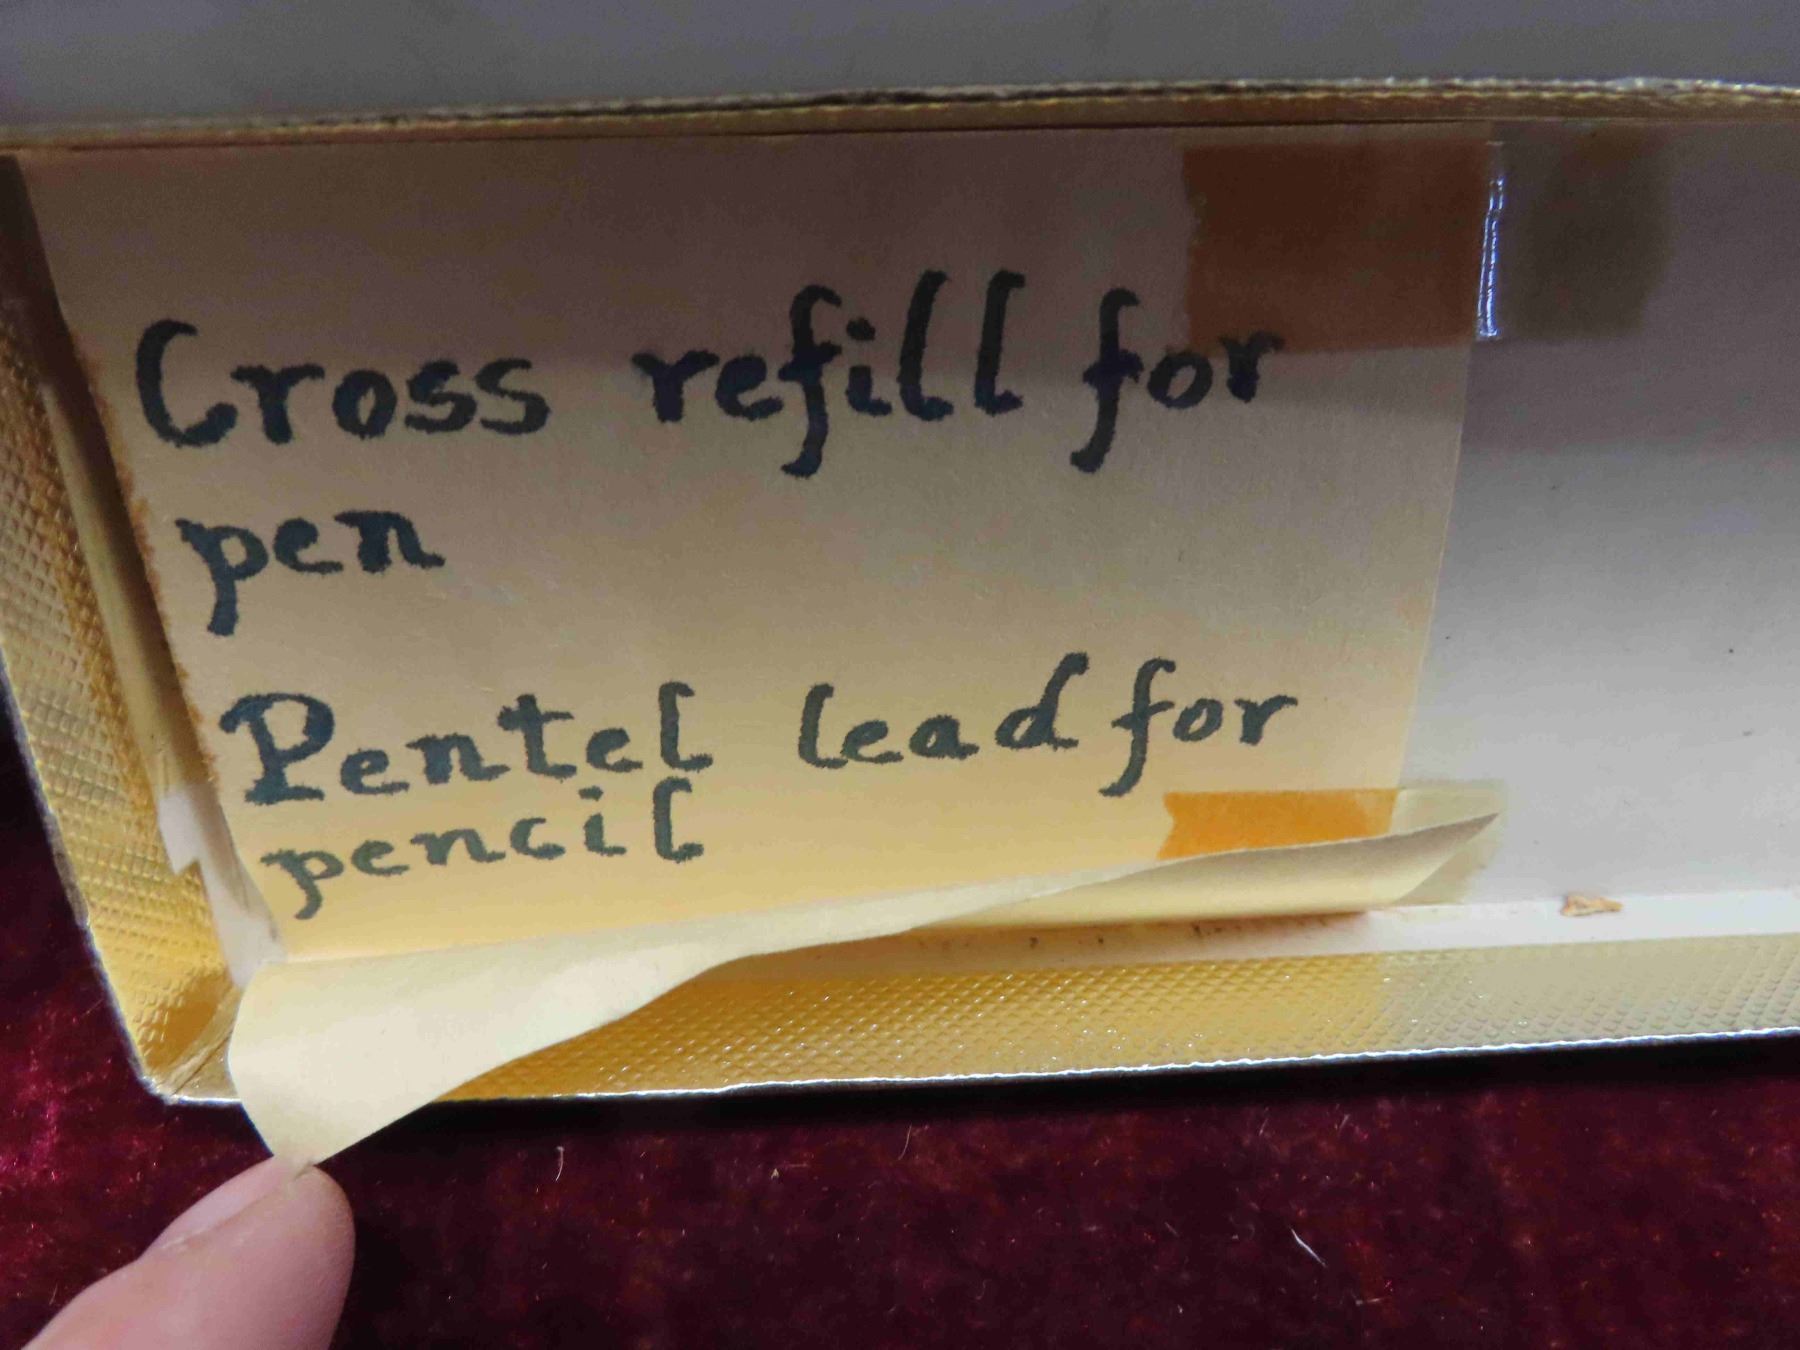 Cross refill for
pen
Pentel lead for
pencil